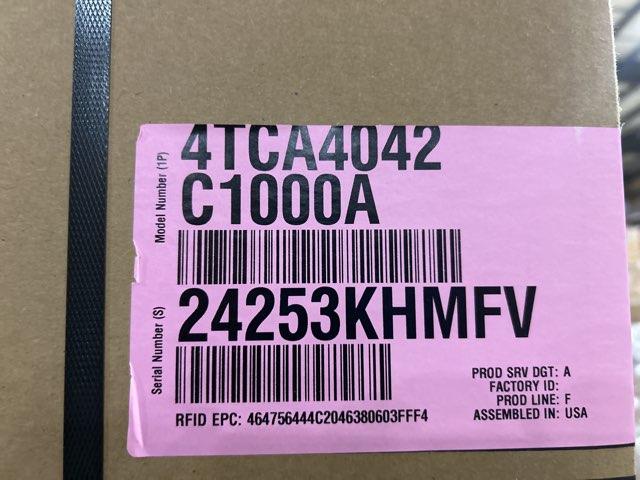 Model Number (1P)
4TCA4042
C1000A
Serial Number (S)
24253KHMFV
RFID EPC: 464756444C2046380603FFF4
PROD SRV DGT: A
FACTORY ID:
PROD LINE: F
ASSEMBLED IN: USA